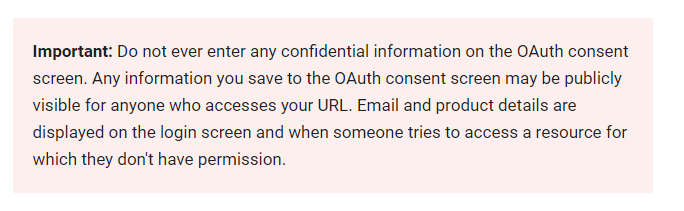 Important: Do not ever enter any confidential information on the OAuth consent
screen. Any information you save to the OAuth consent screen may be publicly
visible for anyone who accesses your URL. Email and product details are
displayed on the login screen and when someone tries to access a resource for
which they don't have permission.